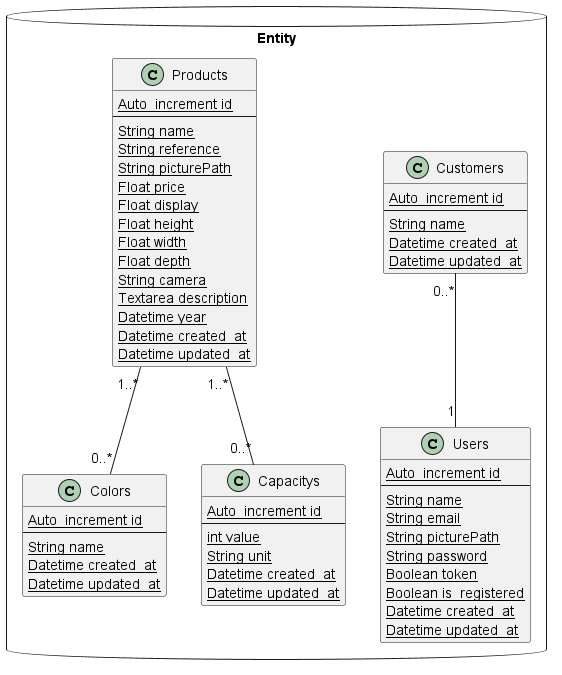 Entity
C Products
Auto_increment id
String name
String reference
String picturePath
Float price
Float display
Float height
Float width
Float depth
String camera
Textarea description
Datetime year
Datetime created_at
Datetime updated_at
C Customers
Auto_increment id
String name
Datetime created_at
Datetime updated_at
0..*
1
1..*
1..*
0..*
0..*
C Colors
Auto_increment id
String name
Datetime created_at
Datetime updated_at
C Capacitys
Auto_increment id
int value
String unit
Datetime created_at
Datetime updated_at
C Users
Auto_increment id
String name
String email
String picturePath
String password
Boolean token
Boolean is_registered
Datetime created_at
Datetime updated_at